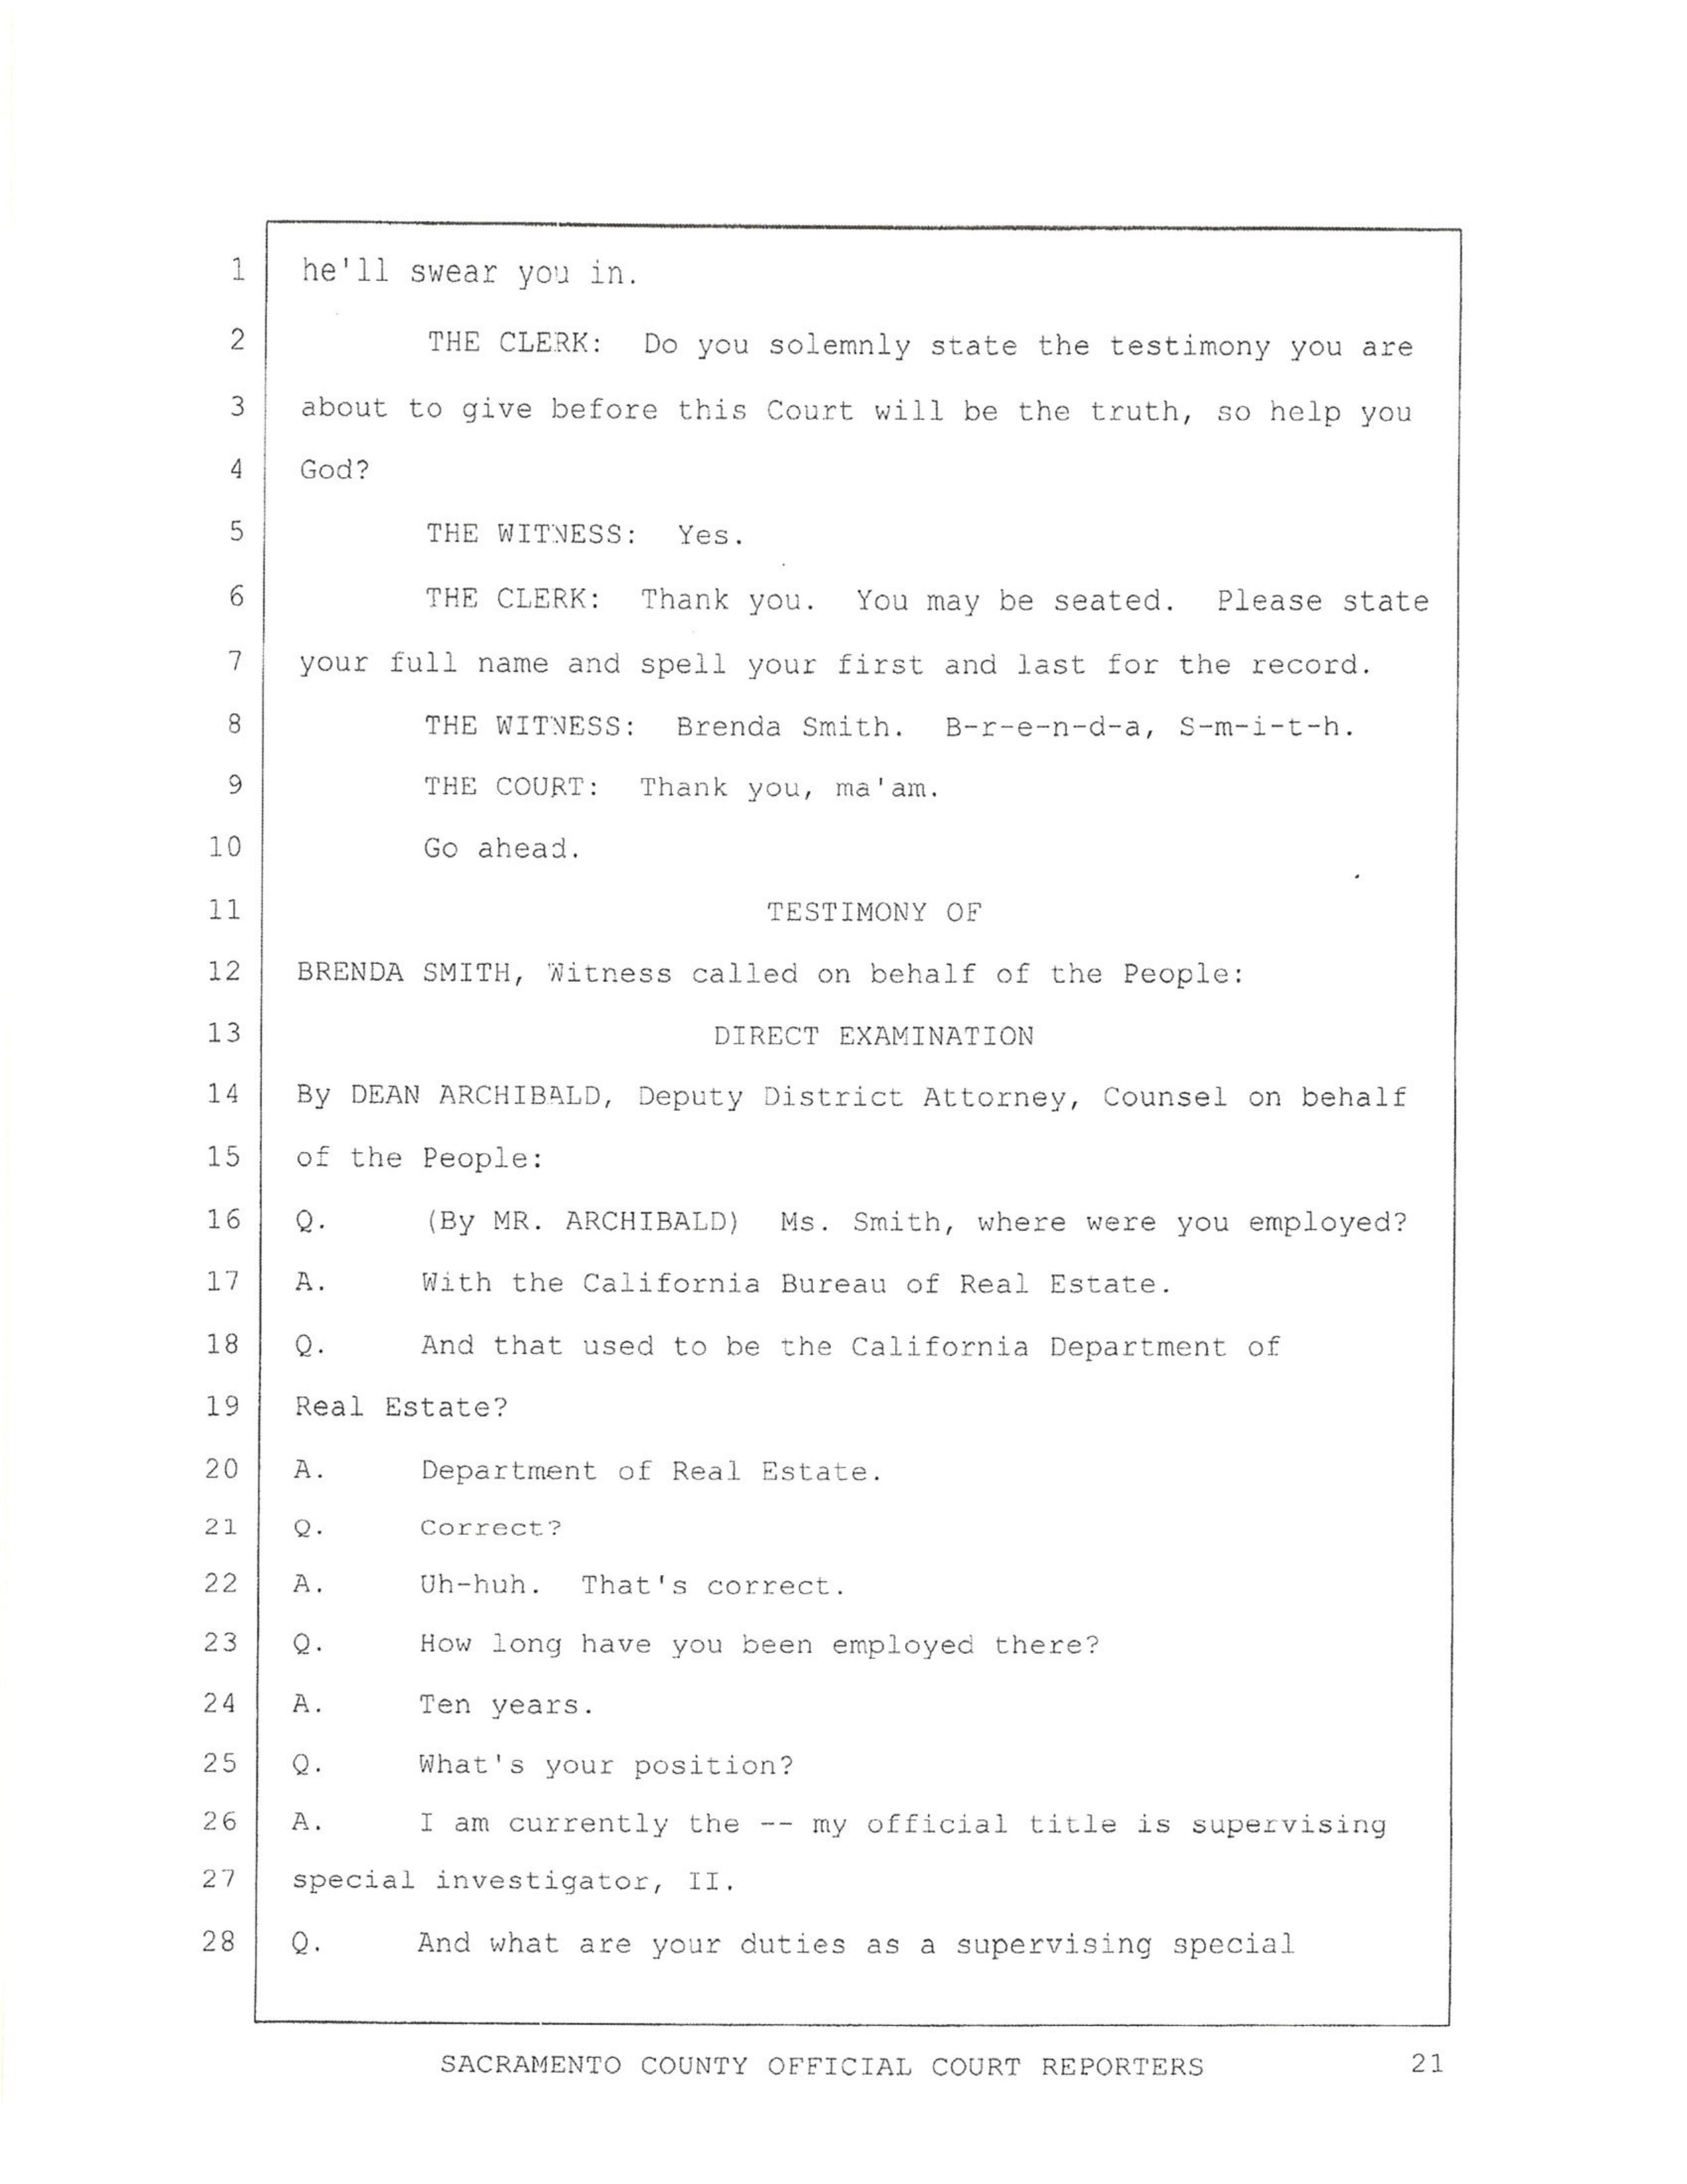 1 he'll swear you in.
2 THE CLERK: Do you solemnly state the testimony you are
3 about to give before this Court will be the truth, so help you
4 God?
5 THE WITNESS: Yes.
6 THE CLERK: Thank you. You may be seated. Please state
7 your full name and spell your first and last for the record.
8 THE WITNESS: Brenda Smith. B-r-e-n-d-a, S-m-i-t-h.
9 THE COURT: Thank you, ma'am.
10 Go ahead.
11 TESTIMONY OF
12 BRENDA SMITH, Witness called on behalf of the People:
13 DIRECT EXAMINATION
14 By DEAN ARCHIBALD, Deputy District Attorney, Counsel on behalf
15 of the People:
16 Q. (By MR. ARCHIBALD) Ms. Smith, where were you employed?
17 A. With the California Bureau of Real Estate.
18 Q. And that used to be the California Department of
19 Real Estate?
20 A. Department of Real Estate.
21 Q. Correct?
22 A. Uh-huh. That's correct.
23 Q. How long have you been employed there?
24 A. Ten years.
25 Q. What's your position?
26 A. I am currently the -- my official title is supervising
27 special investigator, II.
28 Q. And what are your duties as a supervising special
SACRAMENTO COUNTY OFFICIAL COURT REPORTERS 21